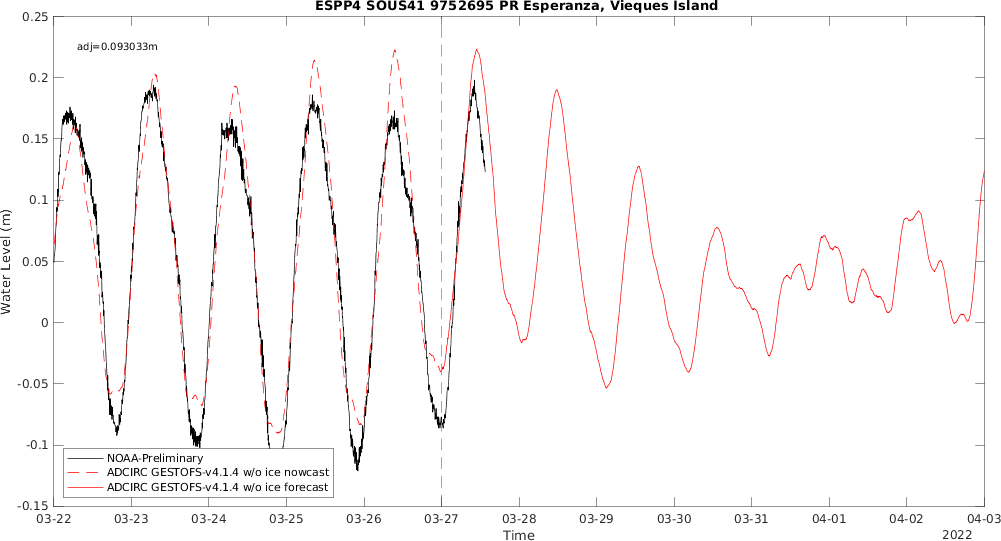 ESPP4 SOUS41 9752695 PR Esperanza, Vieques Island
0.25
adj=0.093033m
0.2
0.15
0.1
0.05
0
-0.05
-0.1
-0.15
Water Level (m)
NOAA-Preliminary
ADCIRC GESTOFS-v4.1.4 w/o ice nowcast
ADCIRC GESTOFS-v4.1.4 w/o ice forecast
03-22 03-23 03-24 03-25 03-26 03-27 03-28 03-29 03-30 03-31 04-01 04-02 04-03
Time
2022